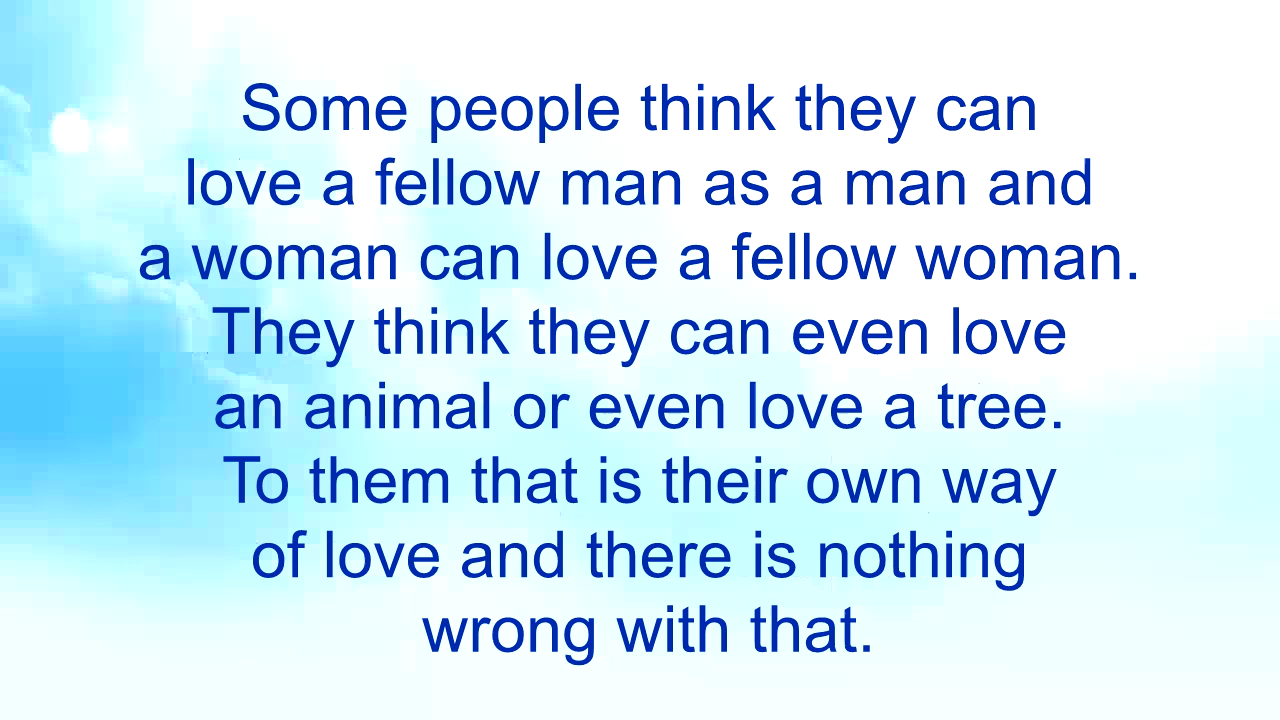 Some people think they can
love a fellow man as a man and
a woman can love a fellow woman.
They think they can even love
an animal or even love a tree.
To them that is their own way
of love and there is nothing
wrong with that.